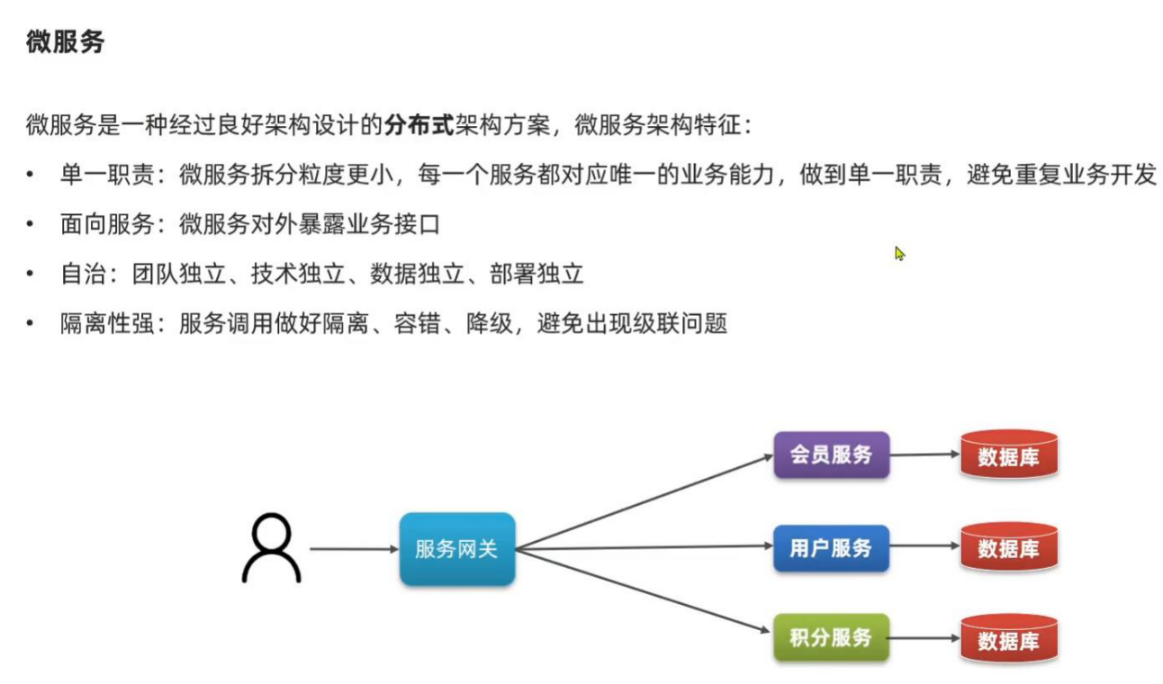 微服务
微服务是一种经过良好架构设计的分布式架构方案，微服务架构特征：
• 单一职责：微服务拆分粒度更小，每一个服务都对应唯一的业务能力，做到单一职责，避免重复业务开发
• 面向服务：微服务对外暴露业务接口
• 自治：团队独立、技术独立、数据独立、部署独立
• 隔离性强：服务调用做好隔离、容错、降级，避免出现级联问题
会员服务
数据库
服务网关
用户服务
数据库
积分服务
数据库